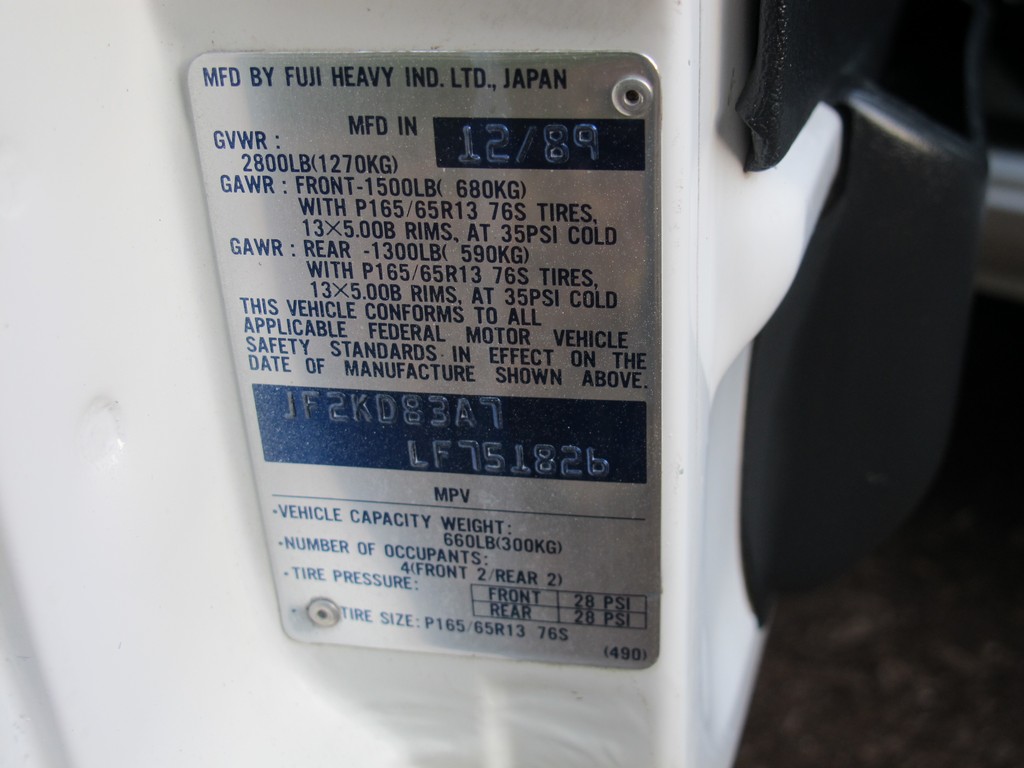 MFD BY FUJI HEAVY IND. LTD., JAPAN
MFD IN 12/89
GVWR :
2800LB(1270KG)
GAWR : FRONT-1500LB( 680KG)
WITH P165/65R13 76S TIRES,
13×5.00B RIMS, AT 35PSI COLD
GAWR : REAR -1300LB( 590KG)
WITH P165/65R13 76S TIRES,
13×5.00B RIMS, AT 35PSI COLD
THIS VEHICLE CONFORMS TO ALL
APPLICABLE FEDERAL MOTOR VEHICLE
SAFETY STANDARDS IN EFFECT ON THE
DATE OF MANUFACTURE SHOWN ABOVE.
JF2KD83A7
LF751826
MPV
·VEHICLE CAPACITY WEIGHT:
660LB(300KG)
·NUMBER OF OCCUPANTS:
4(FRONT 2/REAR 2)
·TIRE PRESSURE: FRONT 28 PSI
REAR 28 PSI
·TIRE SIZE: P165/65R13 76S
(490)